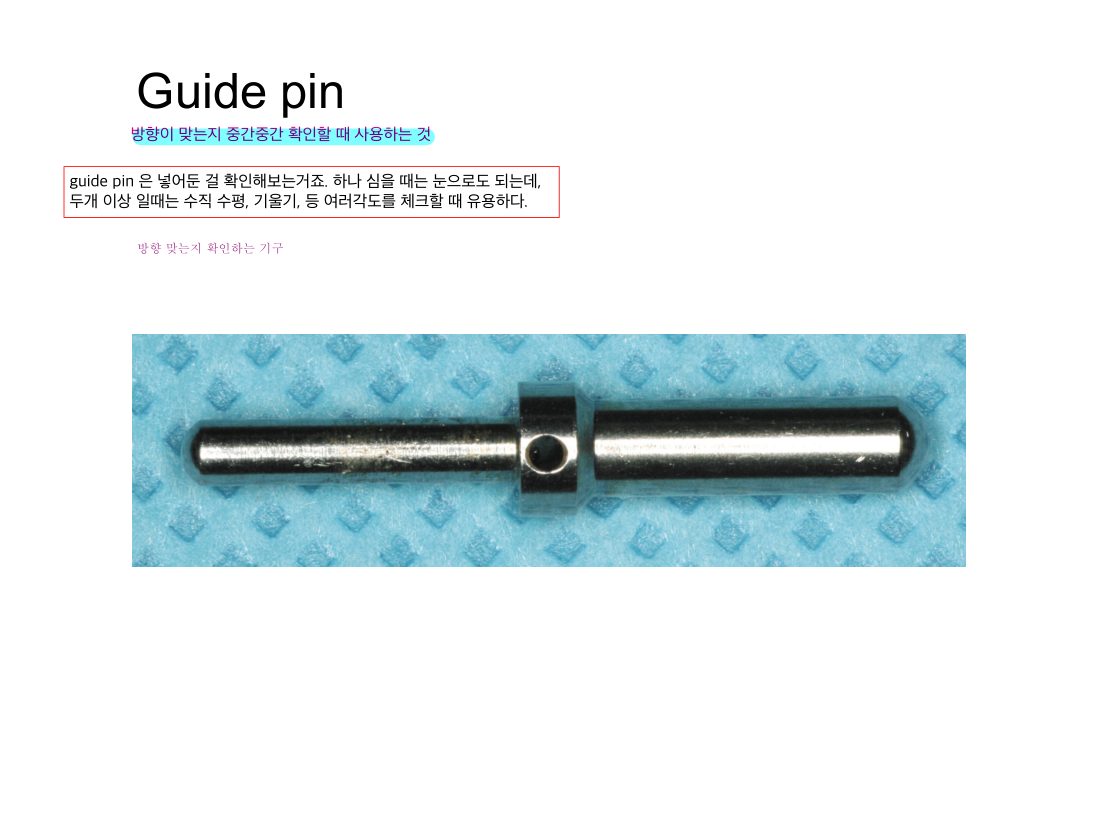 Guide pin
방향이 맞는지 중간중간 확인할 때 사용하는 것
guide pin 은 넣어둔 걸 확인해보는거죠. 하나 심을 때는 눈으로도 되는데,
두개 이상 일때는 수직 수평, 기울기, 등 여러각도를 체크할 때 유용하다.
방향 맞는지 확인하는 기구